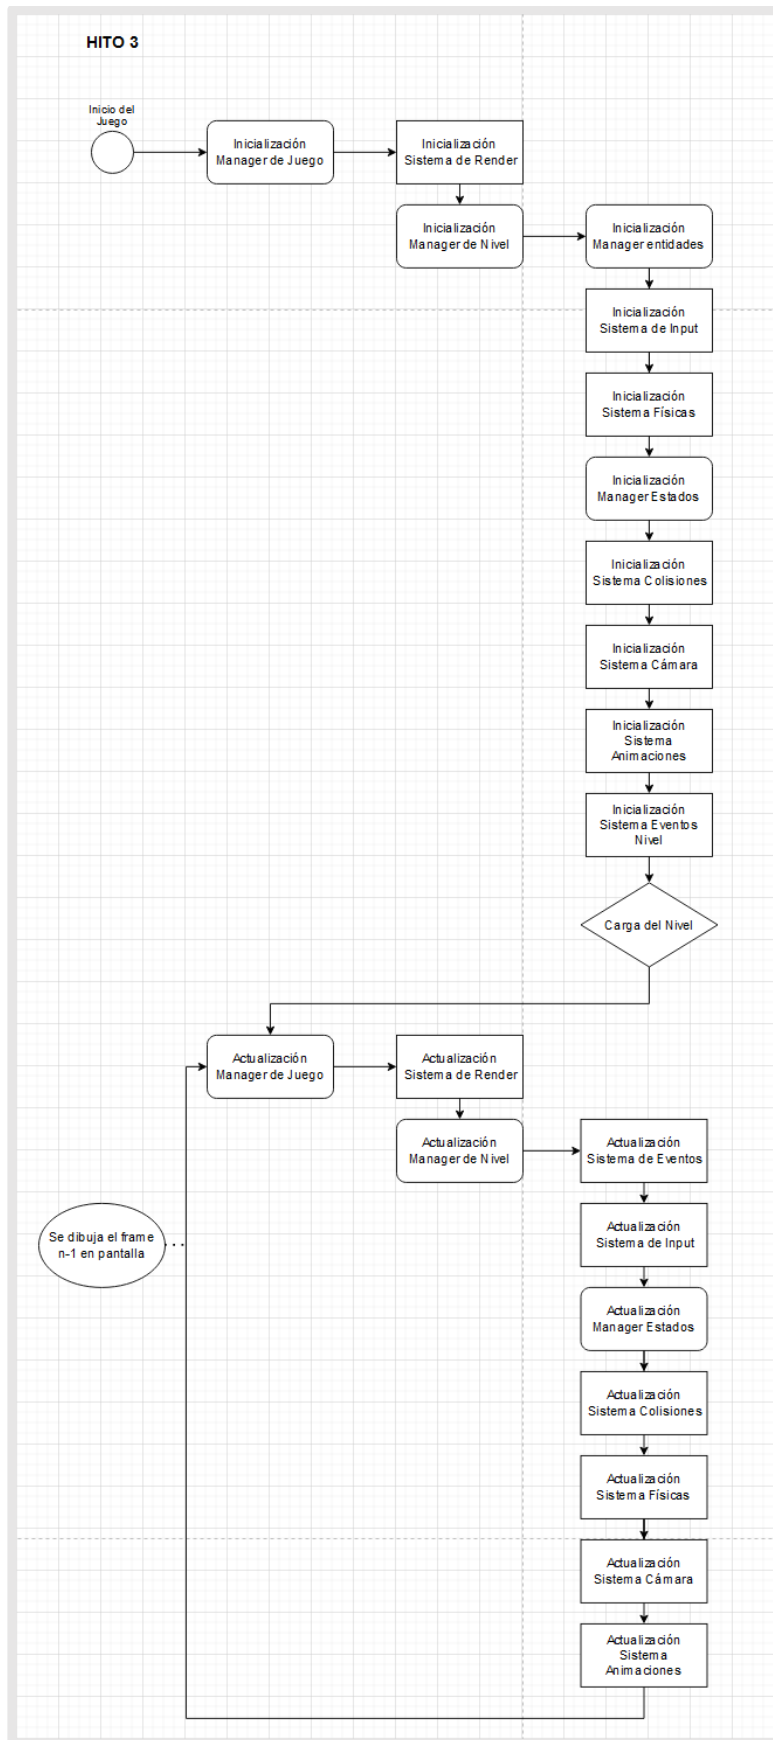 HITO 3
Inicio del
Juego
Inicialización
Manager de Juego
Inicialización
Sistema de Render
Inicialización
Manager de Nivel
Inicialización
Manager entidades
Inicialización
Sistema de Input
Inicialización
Sistema Físicas
Inicialización
Manager Estados
Inicialización
Sistema Colisiones
Inicialización
Sistema Cámara
Inicialización
Sistema
Animaciones
Inicialización
Sistema Eventos
Nivel
Carga del Nivel
Actualización
Manager de Juego
Actualización
Sistema de Render
Actualización
Manager de Nivel
Actualización
Sistema de Eventos
Se dibuja el frame
n-1 en pantalla
Actualización
Sistema de Input
Actualización
Manager Estados
Actualización
Sistema Colisiones
Actualización
Sistema Físicas
Actualización
Sistema Cámara
Actualización
Sistema
Animaciones